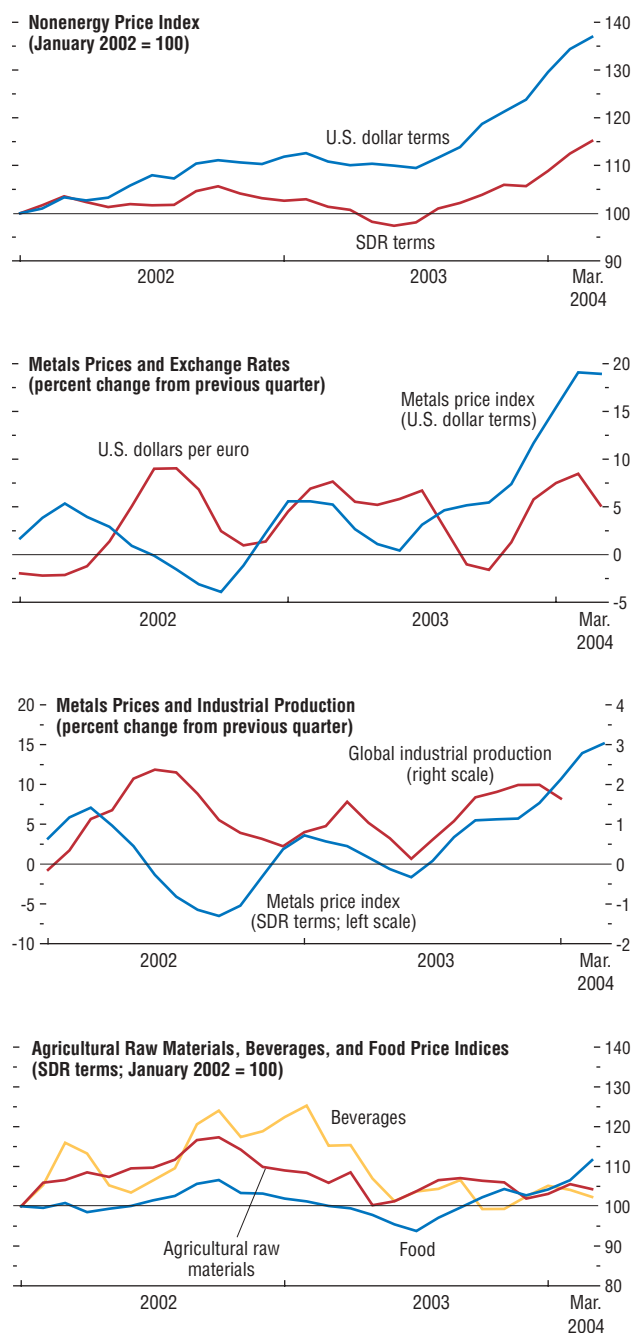 Nonenergy Price Index
(January 2002 = 100)
140
130
120
110
100
90
U.S. dollar terms
SDR terms
2002
2003
Mar.
2004
Metals Prices and Exchange Rates
(percent change from previous quarter)
20
15
10
5
0
-5
Metals price index
(U.S. dollar terms)
U.S. dollars per euro
2002
2003
Mar.
2004
Metals Prices and Industrial Production
(percent change from previous quarter)
20
15
10
5
0
-5
-10
4
3
2
1
0
-1
-2
Global industrial production
(right scale)
Metals price index
(SDR terms; left scale)
2002
2003
Mar.
2004
Agricultural Raw Materials, Beverages, and Food Price Indices
(SDR terms; January 2002 = 100)
140
130
120
110
100
90
80
Beverages
Agricultural raw
materials
Food
2002
2003
Mar.
2004